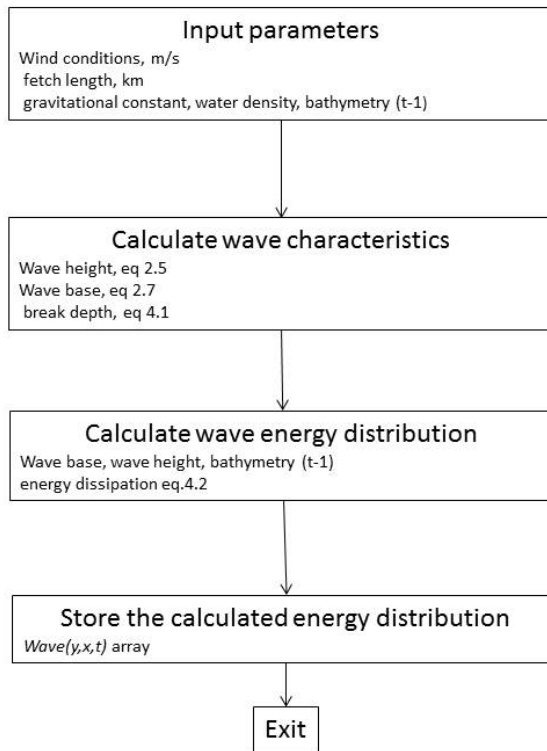 Input parameters
Wind conditions, m/s
fetch length, km
gravitational constant, water density, bathymetry (t-1)
Calculate wave characteristics
Wave height, eq 2.5
Wave base, eq 2.7
break depth, eq 4.1
Calculate wave energy distribution
Wave base, wave height, bathymetry (t-1)
energy dissipation eq.4.2
Store the calculated energy distribution
Wave(y,x,t) array
Exit